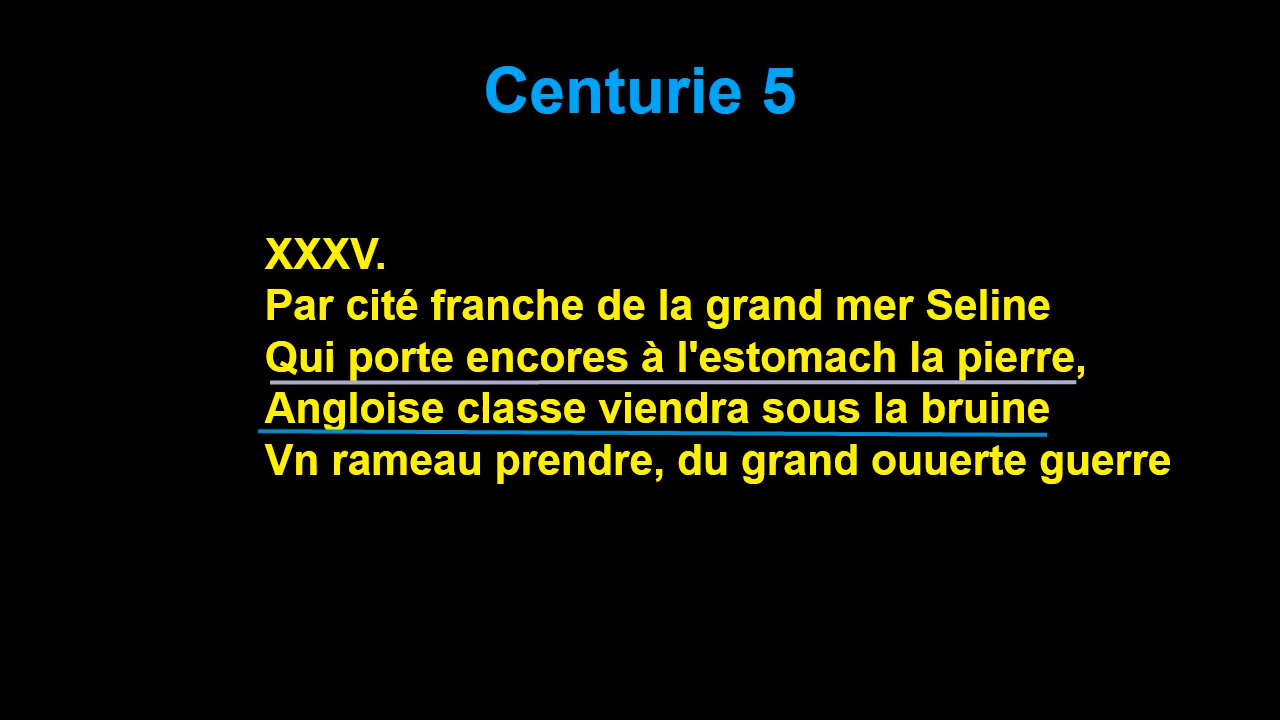 Centurie 5
XXXV.
Par cité franche de la grand mer Seline
Qui porte encores à l'estomach la pierre,
Angloise classe viendra sous la bruine
Vn rameau prendre, du grand ouuerte guerre